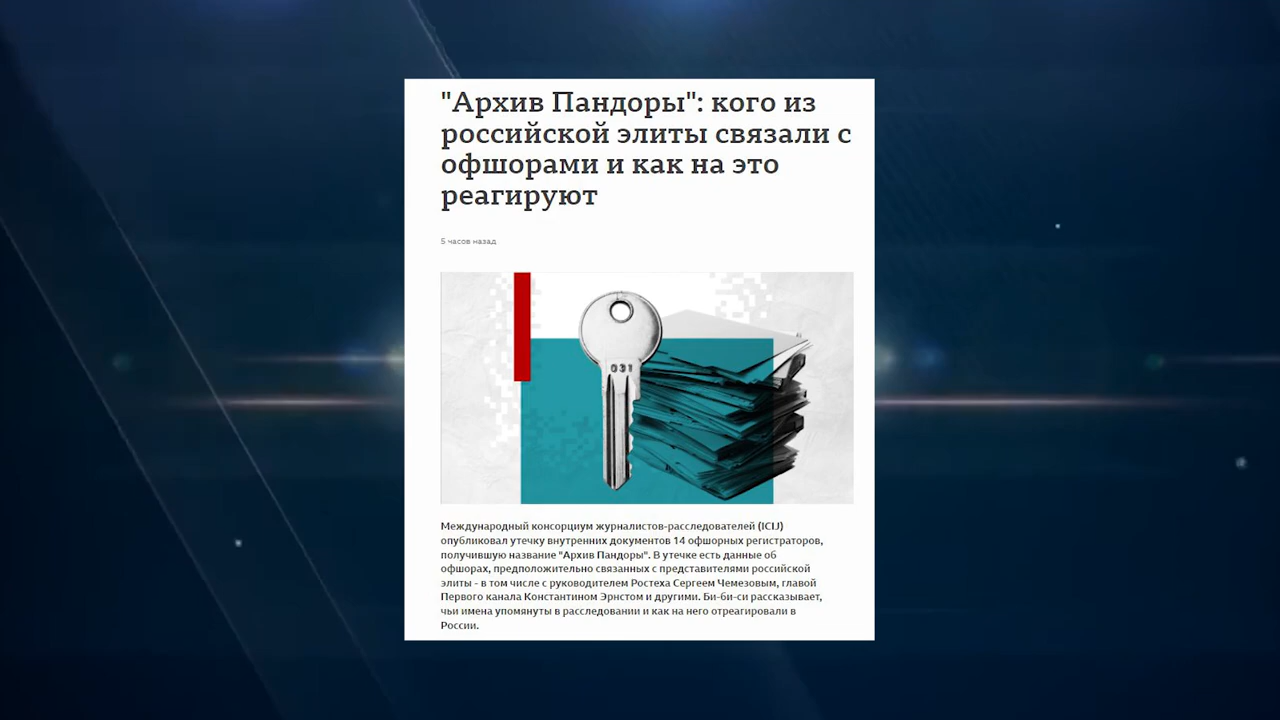 "Архив Пандоры": кого из
российской элиты связали с
офшорами и как на это
реагируют
5 часов назад
031
Международный консорциум журналистов-расследователей (ICIJ)
опубликовал утечку внутренних документов 14 офшорных регистраторов,
получившую название "Архив Пандоры". В утечке есть данные об
офшорах, предположительно связанных с представителями российской
элиты - в том числе с руководителем Ростеха Сергеем Чемезовым, главой
Первого канала Константином Эрнстом и другими. Би-би-си рассказывает,
чьи имена упомянуты в расследовании и как на него отреагировали в
России.